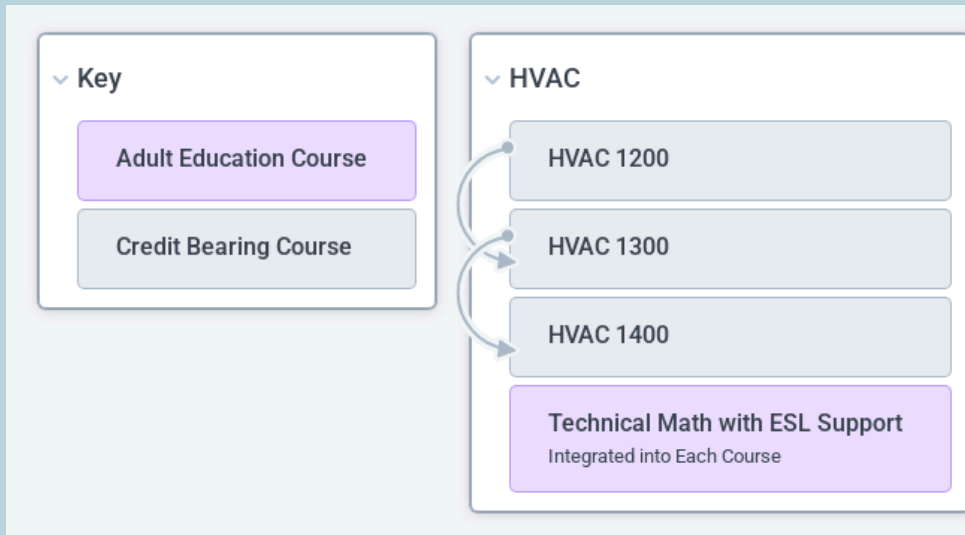 Key
Adult Education Course
Credit Bearing Course
HVAC
HVAC 1200
HVAC 1300
HVAC 1400
Technical Math with ESL Support
Integrated into Each Course